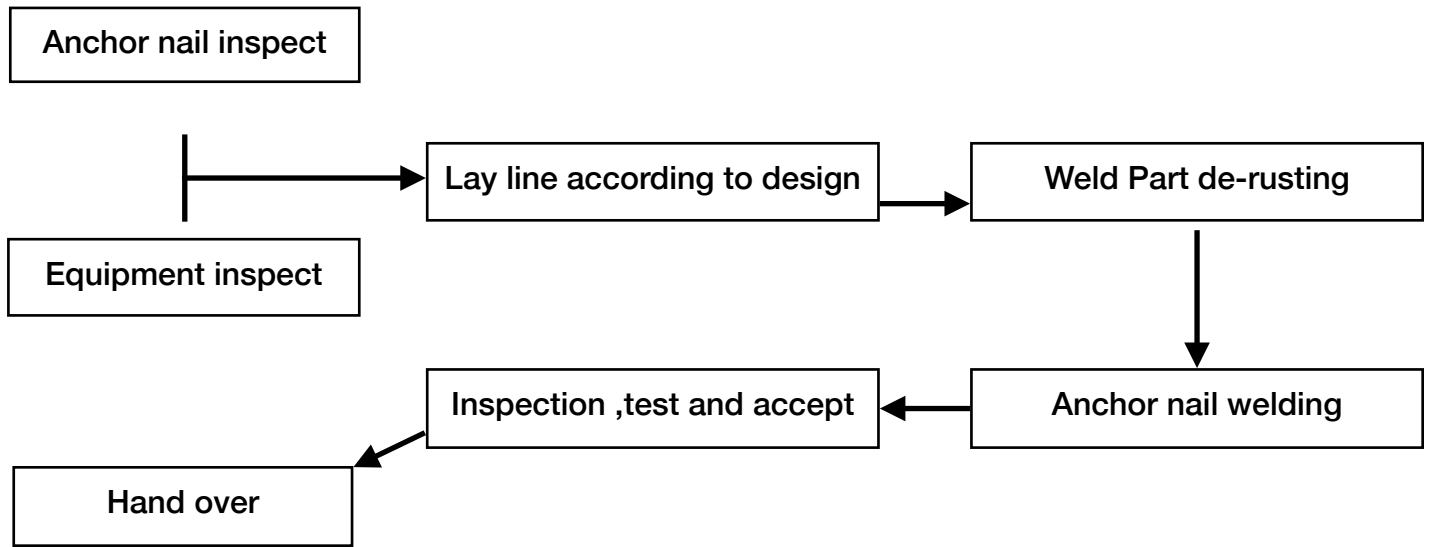 Anchor nail inspect
Equipment inspect
Lay line according to design
Weld Part de-rusting
Anchor nail welding
Inspection ,test and accept
Hand over